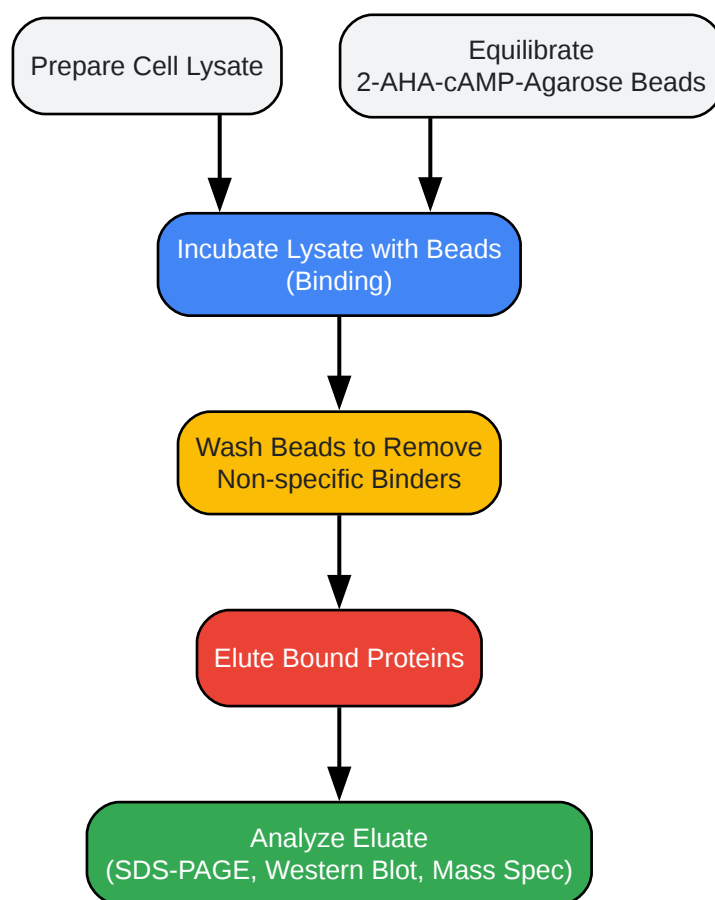 Prepare Cell Lysate
Equilibrate
2-AHA-cAMP-Agarose Beads
Incubate Lysate with Beads
(Binding)
Wash Beads to Remove
Non-specific Binders
Elute Bound Proteins
Analyze Eluate
(SDS-PAGE, Western Blot, Mass Spec)